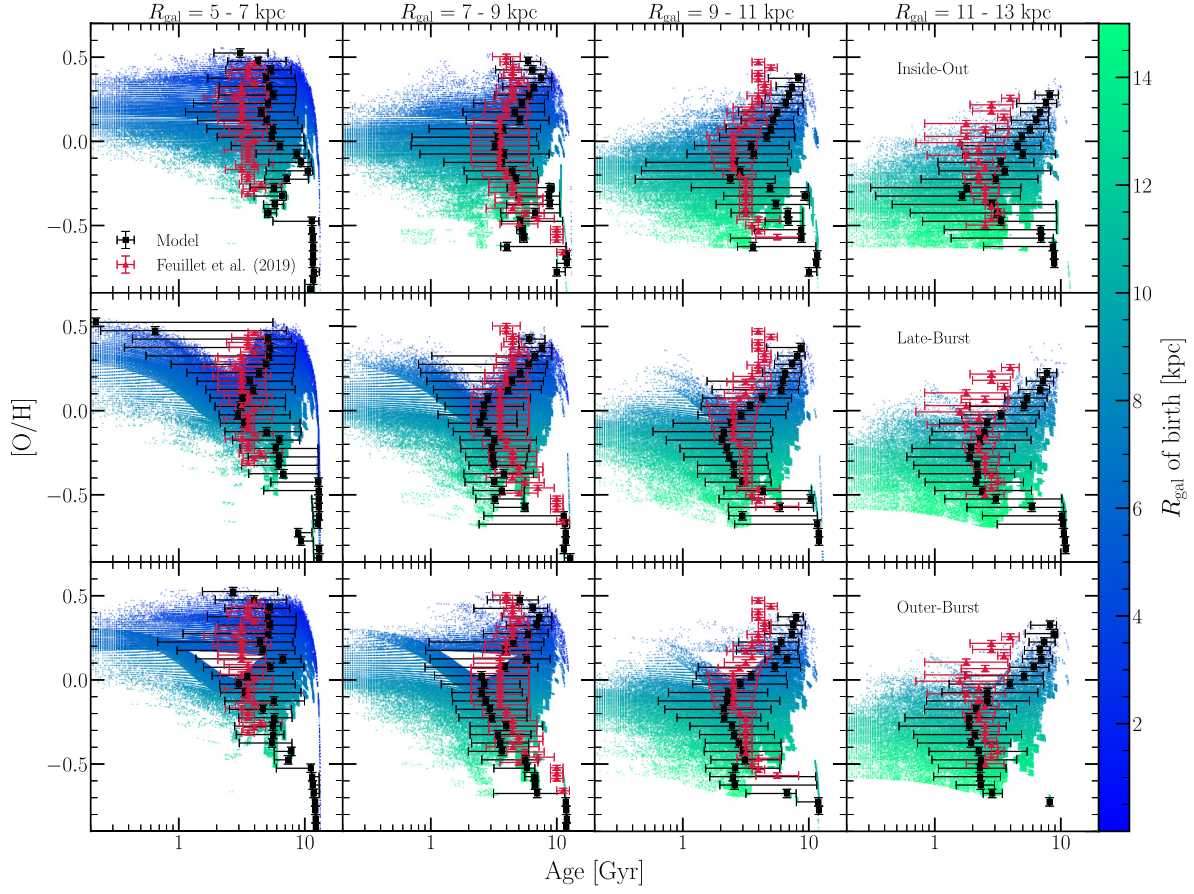 R_gal = 5 - 7 kpc
R_gal = 7 - 9 kpc
R_gal = 9 - 11 kpc
R_gal = 11 - 13 kpc
0.5
0.0
−0.5
Model
Feuillet et al. (2019)
Inside-Out
0.5
0.0
−0.5
Late-Burst
0.5
0.0
−0.5
Outer-Burst
1
10
1
10
1
10
1
10
[O/H]
Age [Gyr]
14
12
10
8
6
4
2
R_gal of birth [kpc]